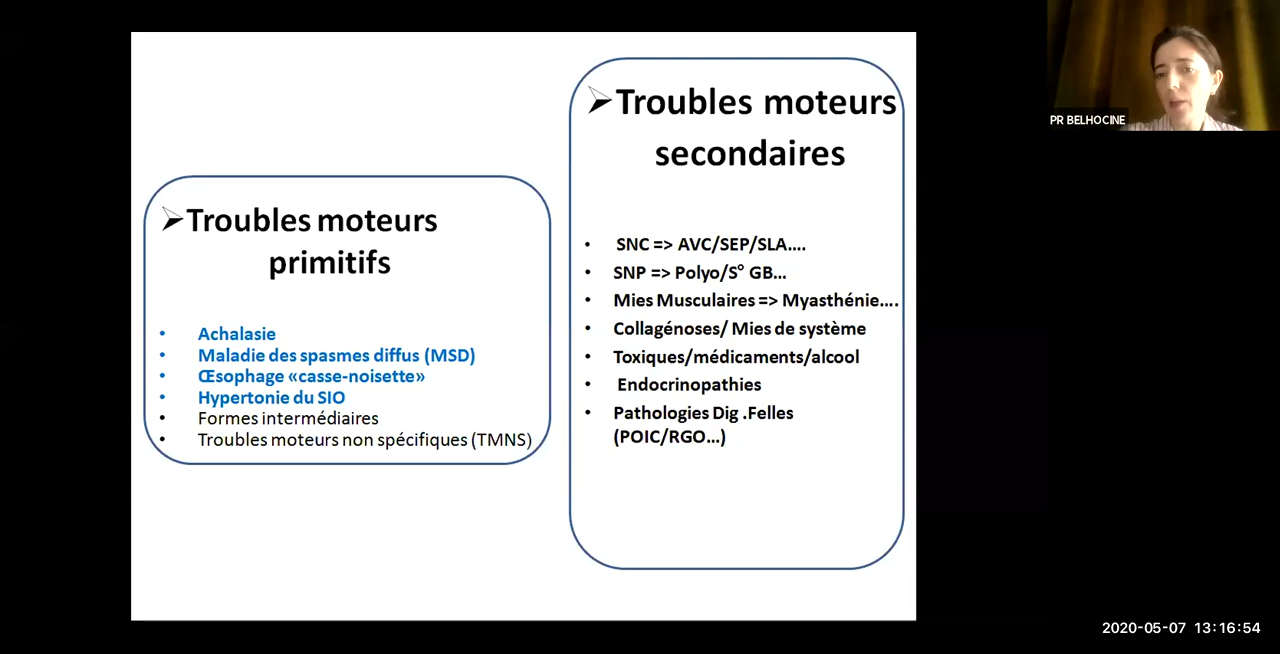 ➢Troubles moteurs
primitifs
• Achalasie
• Maladie des spasmes diffus (MSD)
• Œsophage «casse-noisette»
• Hypertonie du SIO
• Formes intermédiaires
• Troubles moteurs non spécifiques (TMNS)
➢Troubles moteurs
secondaires
• SNC => AVC/SEP/SLA....
• SNP => Polyo/S° GB...
• Mies Musculaires => Myasthénie....
• Collagénoses/ Mies de système
• Toxiques/médicaments/alcool
• Endocrinopathies
• Pathologies Dig .Felles
(POIC/RGO...)
PR BELHOCINE
2020-05-07 13:16:54